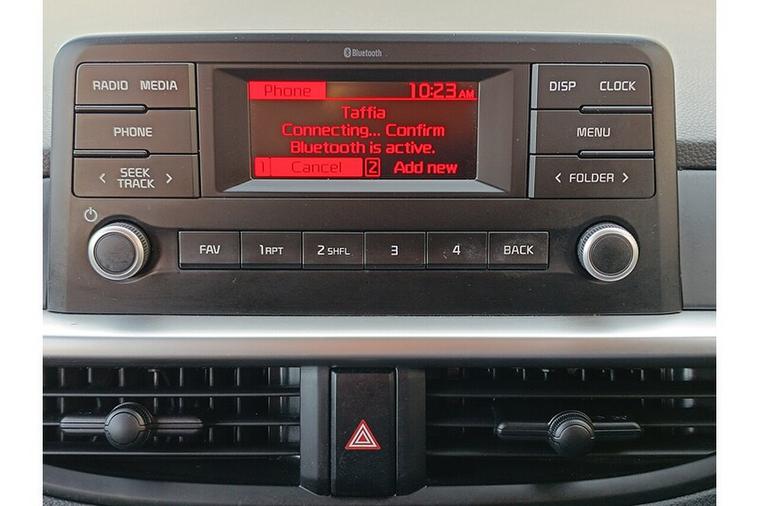 Bluetooth
RADIO MEDIA
Phone 10:23 AM
DISP CLOCK
Taffia
PHONE
Connecting... Confirm
MENU
Bluetooth is active.
< SEEK TRACK >
1 Cancel 2 Add new
< FOLDER >
FAV 1 RPT 2 SHFL 3 4 BACK